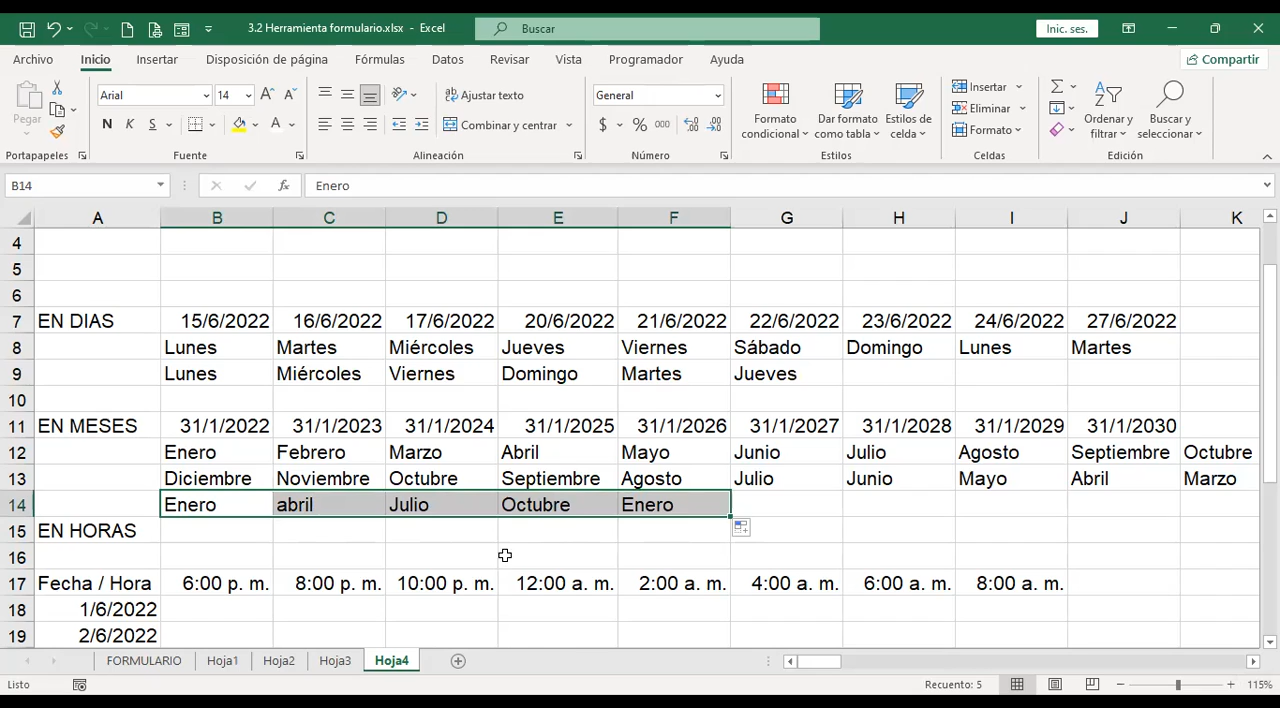 3.2 Herramienta formulario.xlsx - Excel
Buscar
Inic. ses.
Archivo Inicio Insertar Disposición de página Fórmulas Datos Revisar Vista Programador Ayuda
Compartir
Pegar
Arial 14
N K S
Ajustar texto
Combinar y centrar
General
$ % 000
Formato condicional
Dar formato como tabla
Estilos de celda
Insertar
Eliminar
Formato
Ordenar y filtrar
Buscar y seleccionar
Portapapeles Fuente Alineación Número Estilos Celdas Edición
B14 fx Enero
A B C D E F G H I J K
4
5
6
7 EN DIAS 15/6/2022 16/6/2022 17/6/2022 20/6/2022 21/6/2022 22/6/2022 23/6/2022 24/6/2022 27/6/2022
8 Lunes Martes Miércoles Jueves Viernes Sábado Domingo Lunes Martes
9 Lunes Miércoles Viernes Domingo Martes Jueves
10
11 EN MESES 31/1/2022 31/1/2023 31/1/2024 31/1/2025 31/1/2026 31/1/2027 31/1/2028 31/1/2029 31/1/2030
12 Enero Febrero Marzo Abril Mayo Junio Julio Agosto Septiembre Octubre
13 Diciembre Noviembre Octubre Septiembre Agosto Julio Junio Mayo Abril Marzo
14 Enero abril Julio Octubre Enero
15 EN HORAS
16
17 Fecha / Hora 6:00 p. m. 8:00 p. m. 10:00 p. m. 12:00 a. m. 2:00 a. m. 4:00 a. m. 6:00 a. m. 8:00 a. m.
18 1/6/2022
19 2/6/2022
FORMULARIO Hoja1 Hoja2 Hoja3 Hoja4
Listo Recuento: 5 115%